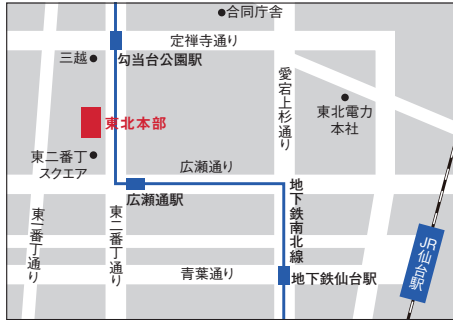 ●合同庁舎
定禅寺通り
三越●
勾当台公園駅
愛宕上杉通り
東北電力
本社
東北本部
東二番丁
スクエア
広瀬通り
広瀬通駅
地下鉄南北線
東一番丁通り
東二番丁通り
青葉通り
地下鉄仙台駅
JR仙台駅